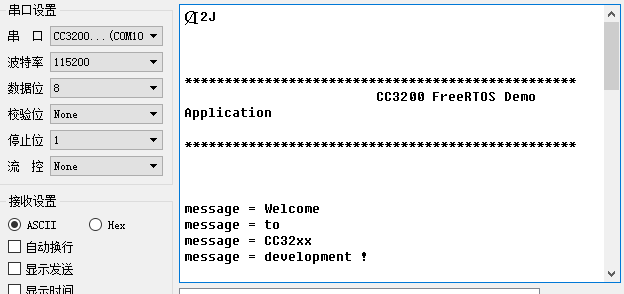 串口设置
串 口 CC3200...(COM10
波特率 115200
数据位 8
校验位 None
停止位 1
流 控 None
接收设置
ASCII Hex
自动换行
显示发送
显示时间
2J
*************************************************
CC3200 FreeRTOS Demo
Application
*************************************************
message = Welcome
message = to
message = CC32xx
message = development !